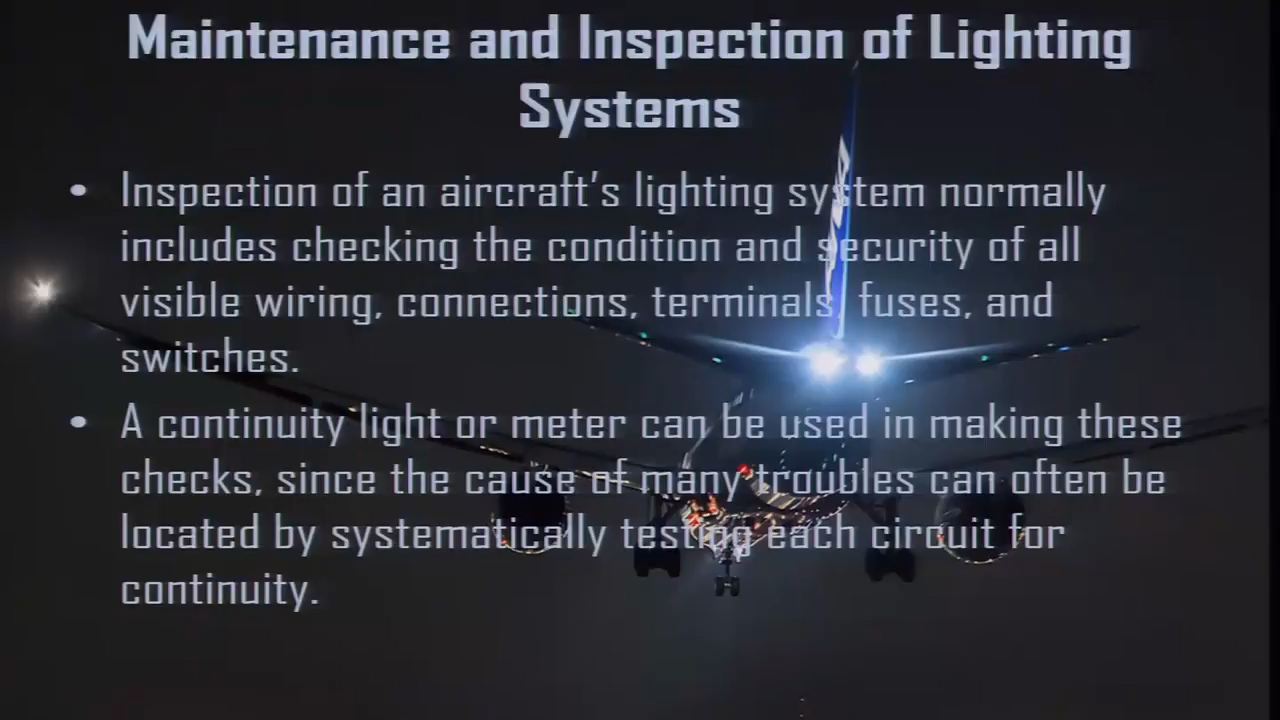 Maintenance and Inspection of Lighting
Systems
• Inspection of an aircraft's lighting system normally
includes checking the condition and security of all
visible wiring, connections, terminals, fuses, and
switches.
• A continuity light or meter can be used in making these
checks, since the cause of many troubles can often be
located by systematically testing each circuit for
continuity.